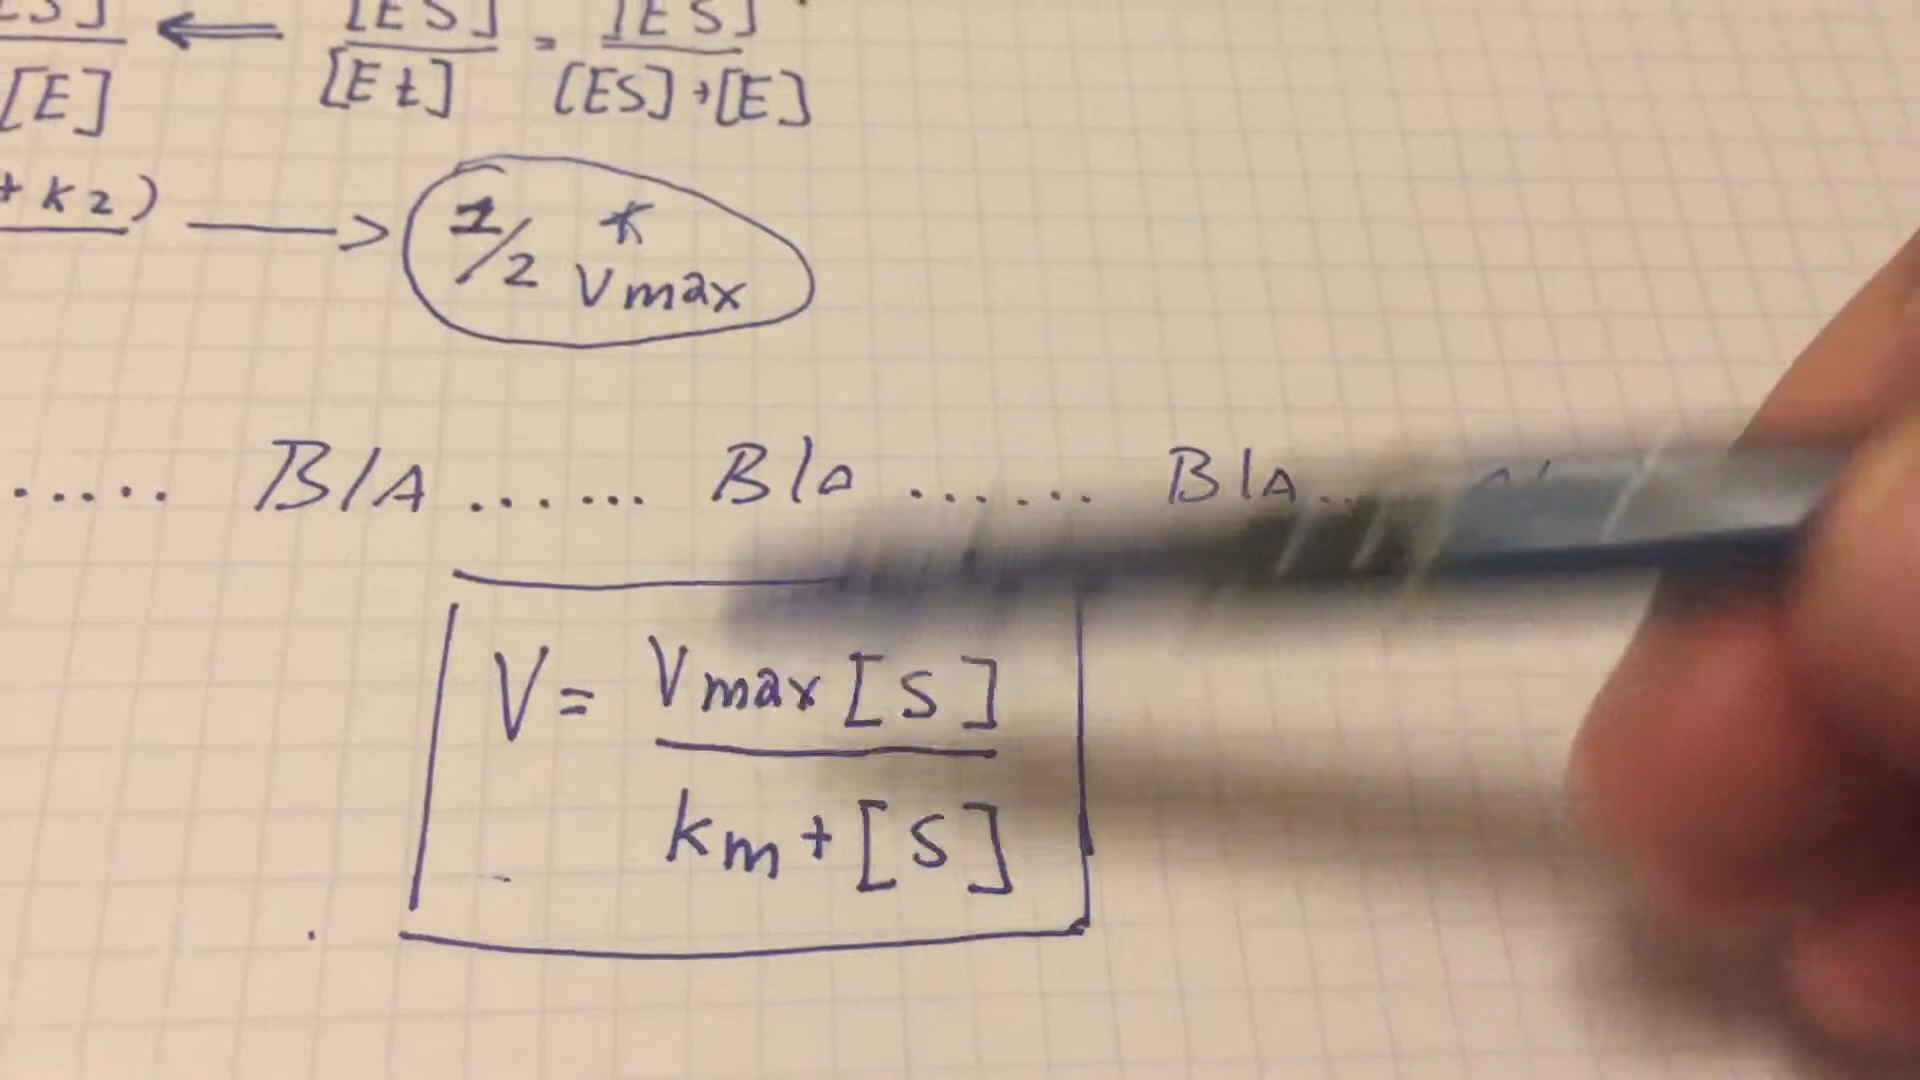 [ES] [ES]
⟸ [Et] = [ES]+[E]
[E]
+ k2) ⟶ 1/2 * Vmax
..... BlA ....... Bla ....... BlA..
V = Vmax [S]
km + [S]